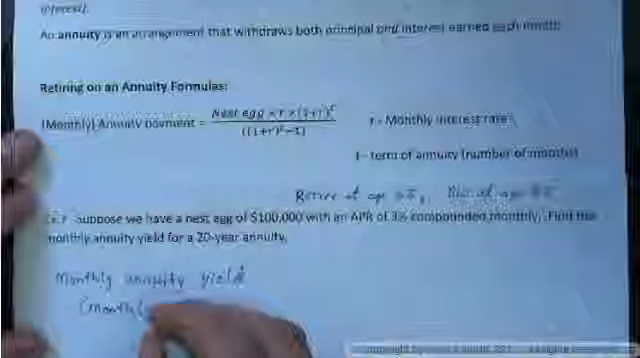 interest).
An annuity is an arrangement that withdraws both principal and interest earned each month
Retiring on an Annuity Formulas:
(Monthly) Annuity payment = Nest egg × r × (1+r)^t / ((1+r)^t − 1)
r = Monthly interest rate
t = term of annuity (number of months)
Retire at age 65, Die at age 85
Suppose we have a nest egg of $100,000 with an APR of 3% compounded monthly. Find the
monthly annuity yield for a 20-year annuity.
Monthly annuity yield
(month